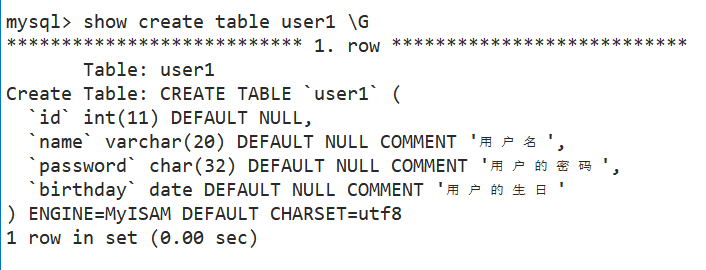 mysql> show create table user1 \G
*************************** 1. row ***************************
       Table: user1
Create Table: CREATE TABLE `user1` (
  `id` int(11) DEFAULT NULL,
  `name` varchar(20) DEFAULT NULL COMMENT '用户名',
  `password` char(32) DEFAULT NULL COMMENT '用户的密码',
  `birthday` date DEFAULT NULL COMMENT '用户的生日'
) ENGINE=MyISAM DEFAULT CHARSET=utf8
1 row in set (0.00 sec)